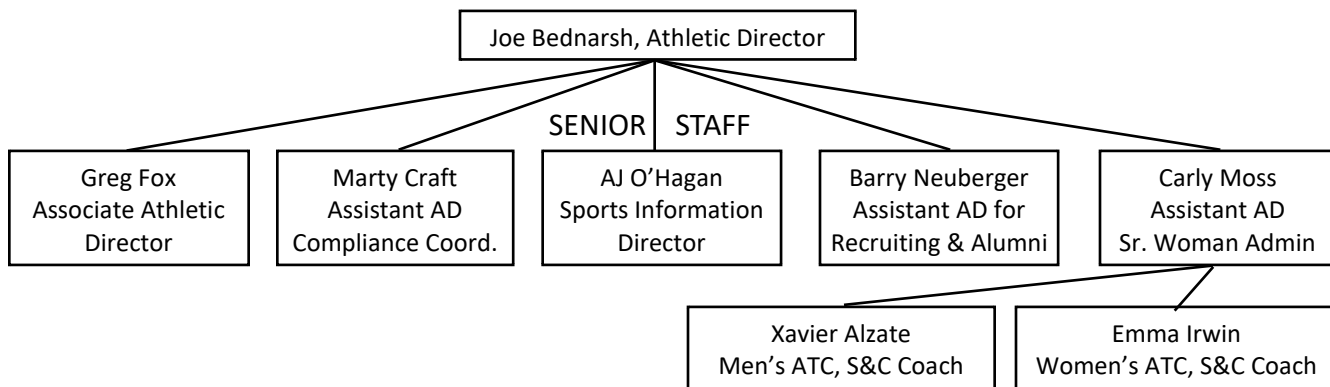 Joe Bednarsh, Athletic Director
SENIOR STAFF
Greg Fox
Associate Athletic
Director
Marty Craft
Assistant AD
Compliance Coord.
AJ O’Hagan
Sports Information
Director
Barry Neuberger
Assistant AD for
Recruiting & Alumni
Carly Moss
Assistant AD
Sr. Woman Admin
Xavier Alzate
Men’s ATC, S&C Coach
Emma Irwin
Women’s ATC, S&C Coach